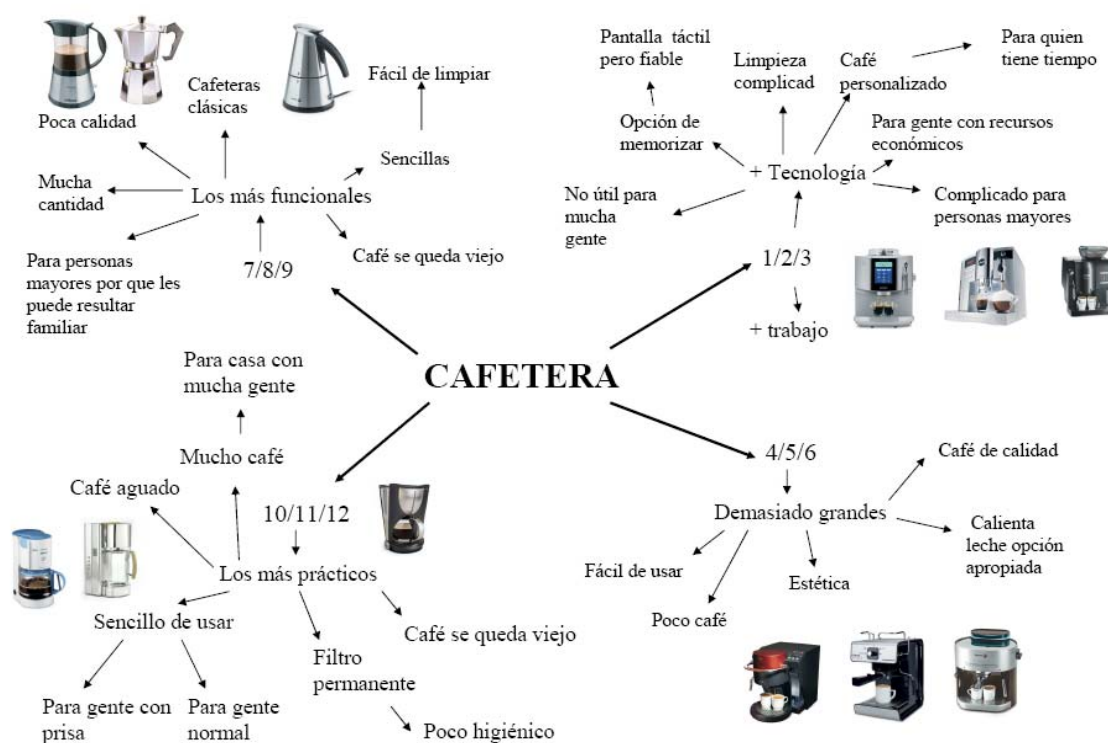 Poca calidad
Cafeteras
clásicas
Fácil de limpiar
Mucha
cantidad
Los más funcionales
Sencillas
Para personas
mayores por que les
puede resultar
familiar
7/8/9
Café se queda viejo
Pantalla táctil
pero fiable
Limpieza
complicad
Café
personalizado
Para quien
tiene tiempo
Opción de
memorizar
Para gente con recursos
económicos
+ Tecnología
No útil para
mucha
gente
Complicado para
personas mayores
1/2/3
+ trabajo
CAFETERA
Para casa con
mucha gente
Mucho café
Café aguado
10/11/12
Los más prácticos
Sencillo de usar
Café se queda viejo
Filtro
permanente
Para gente con
prisa
Para gente
normal
Poco higiénico
4/5/6
Café de calidad
Demasiado grandes
Calienta
leche opción
apropiada
Fácil de usar
Estética
Poco café